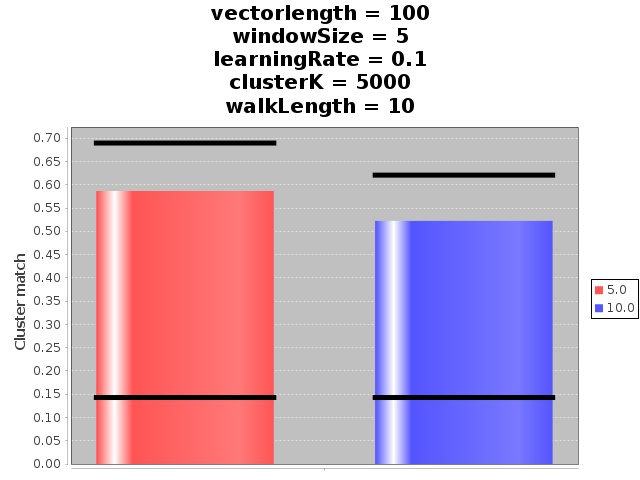 vectorlength = 100
windowSize = 5
learningRate = 0.1
clusterK = 5000
walkLength = 10
0.70
0.65
0.60
0.55
0.50
0.45
0.40
0.35
0.30
0.25
0.20
0.15
0.10
0.05
0.00
Cluster match
5.0
10.0